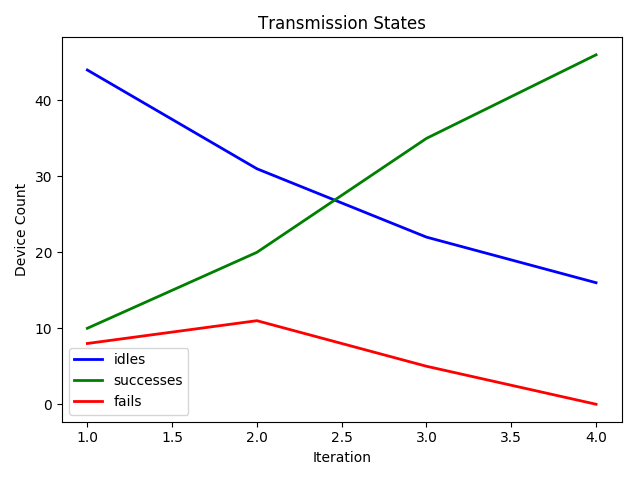 Transmission States
Device Count
40
30
20
10
0
idles
successes
fails
1.0 1.5 2.0 2.5 3.0 3.5 4.0
Iteration